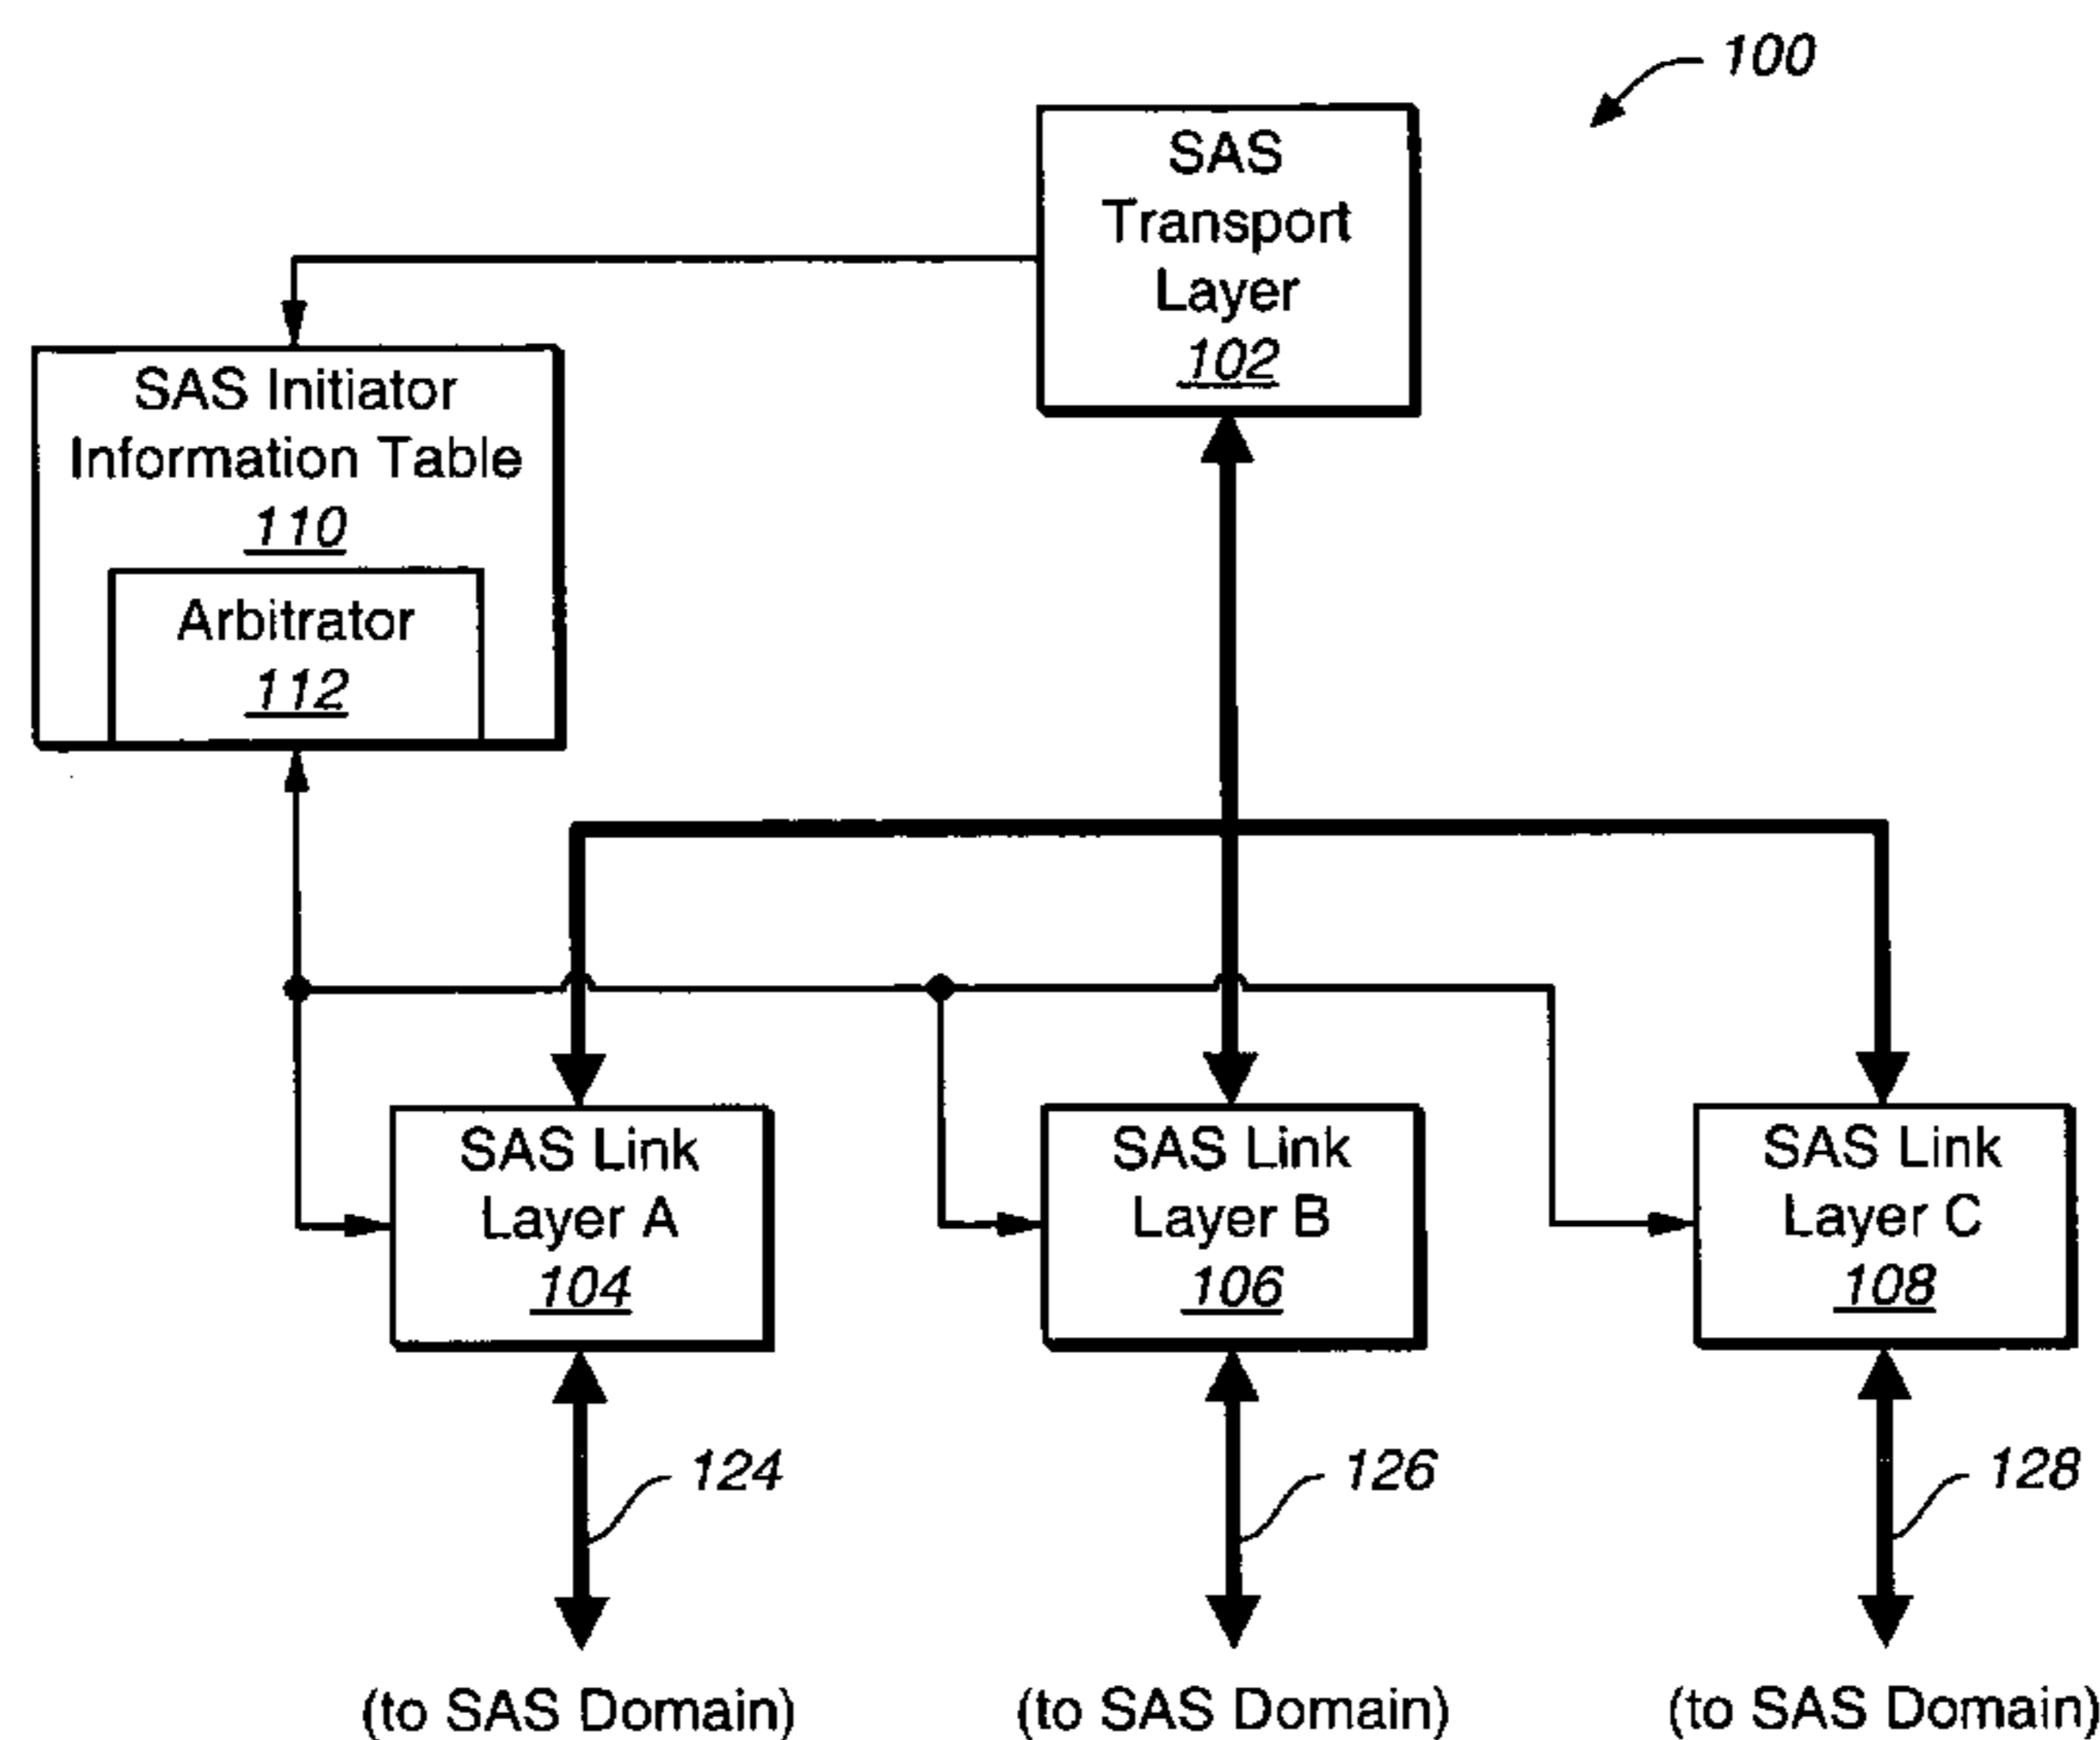 100
SAS
Transport
Layer
102
SAS Initiator
Information Table
110
Arbitrator
112
SAS Link
Layer A
104
SAS Link
Layer B
106
SAS Link
Layer C
108
124
126
128
(to SAS Domain)
(to SAS Domain)
(to SAS Domain)